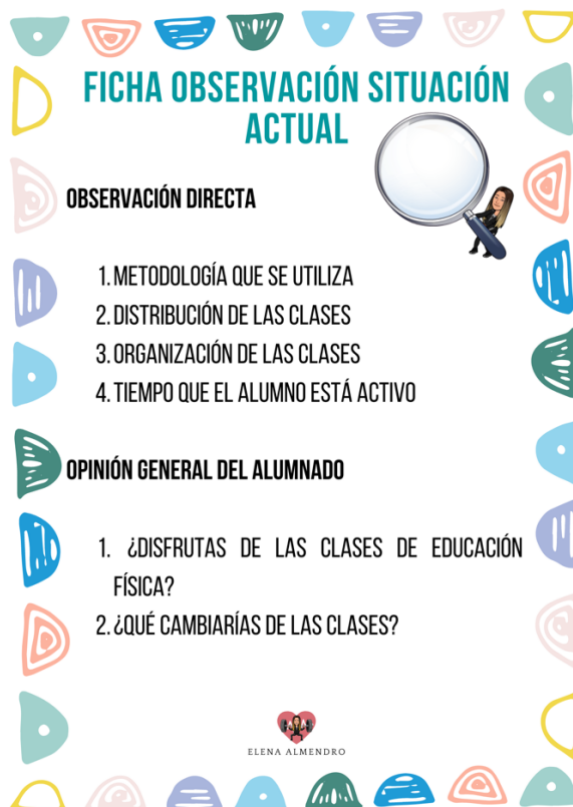 FICHA OBSERVACIÓN SITUACIÓN
ACTUAL
OBSERVACIÓN DIRECTA
1. METODOLOGÍA QUE SE UTILIZA
2. DISTRIBUCIÓN DE LAS CLASES
3. ORGANIZACIÓN DE LAS CLASES
4. TIEMPO QUE EL ALUMNO ESTÁ ACTIVO
OPINIÓN GENERAL DEL ALUMNADO
1. ¿DISFRUTAS DE LAS CLASES DE EDUCACIÓN
FÍSICA?
2. ¿QUÉ CAMBIARÍAS DE LAS CLASES?
ELENA ALMENDRO